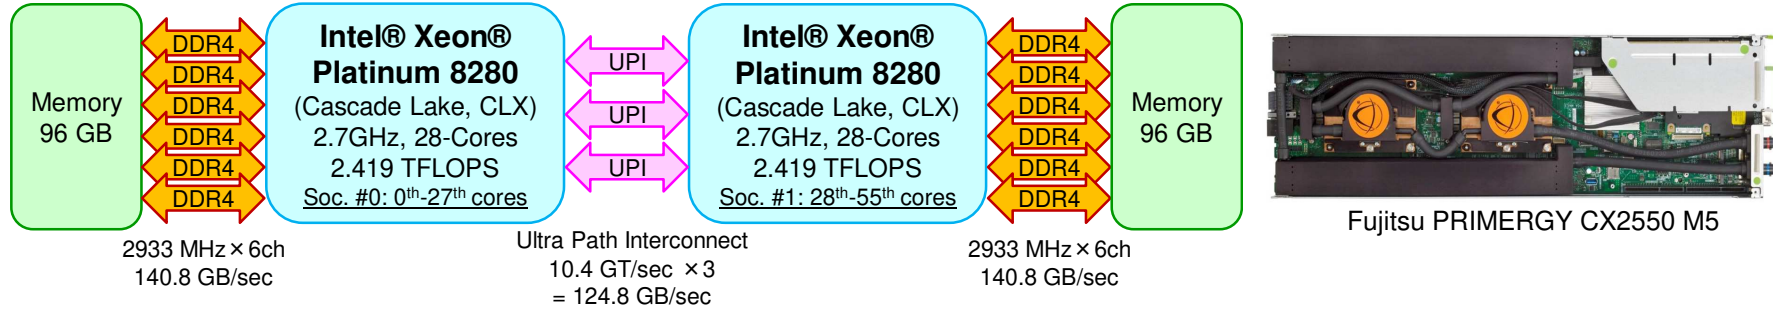 Memory
96 GB
DDR4
DDR4
DDR4
DDR4
DDR4
DDR4
2933 MHz×6ch
140.8 GB/sec
Intel® Xeon®
Platinum 8280
(Cascade Lake, CLX)
2.7GHz, 28-Cores
2.419 TFLOPS
Soc. #0: 0th-27th cores
UPI
UPI
UPI
Ultra Path Interconnect
10.4 GT/sec ×3
= 124.8 GB/sec
Intel® Xeon®
Platinum 8280
(Cascade Lake, CLX)
2.7GHz, 28-Cores
2.419 TFLOPS
Soc. #1: 28th-55th cores
DDR4
DDR4
DDR4
DDR4
DDR4
DDR4
2933 MHz×6ch
140.8 GB/sec
Memory
96 GB
Fujitsu PRIMERGY CX2550 M5